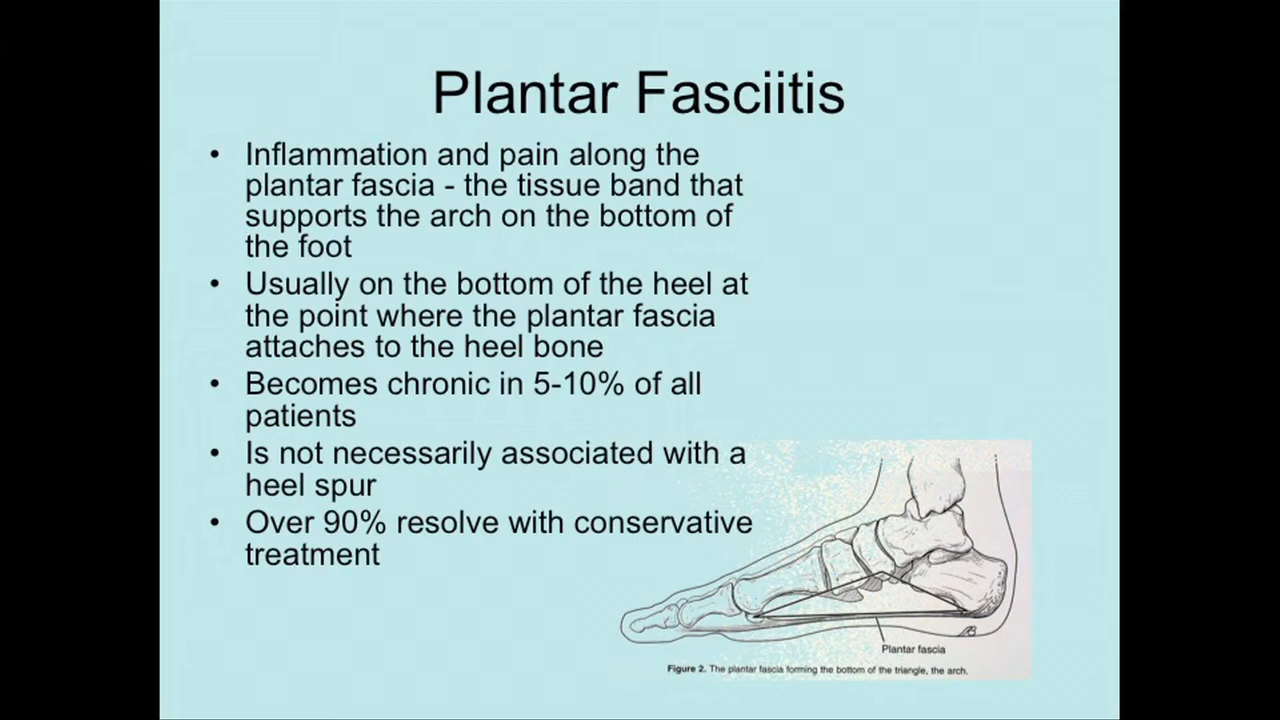 Plantar Fasciitis
• Inflammation and pain along the
plantar fascia - the tissue band that
supports the arch on the bottom of
the foot
• Usually on the bottom of the heel at
the point where the plantar fascia
attaches to the heel bone
• Becomes chronic in 5-10% of all
patients
• Is not necessarily associated with a
heel spur
• Over 90% resolve with conservative
treatment
Plantar fascia
Figure 2. The plantar fascia forming the bottom of the triangle, the arch.